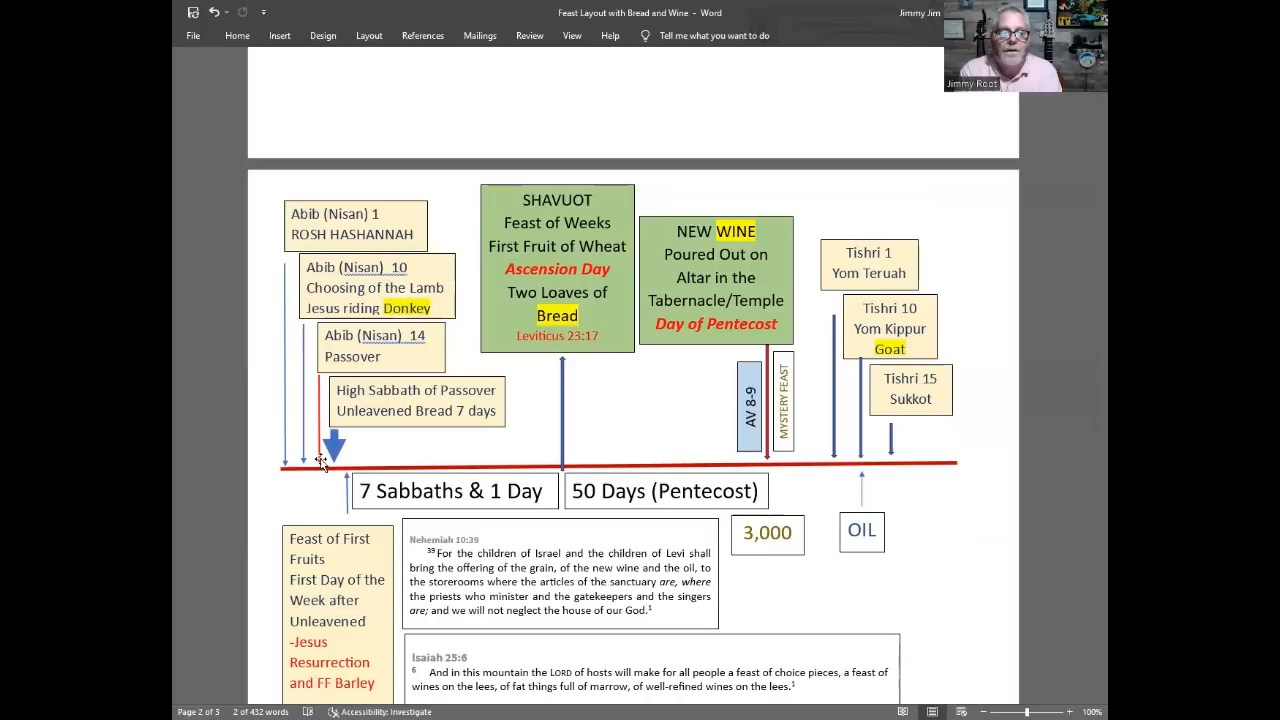 Feast Layout with Bread and Wine - Word
Jimmy Jim
File Home Insert Design Layout References Mailings Review View Help Tell me what you want to do
Jimmy Root
Abib (Nisan) 1
ROSH HASHANNAH
Abib (Nisan) 10
Choosing of the Lamb
Jesus riding Donkey
Abib (Nisan) 14
Passover
High Sabbath of Passover
Unleavened Bread 7 days
SHAVUOT
Feast of Weeks
First Fruit of Wheat
Ascension Day
Two Loaves of
Bread
Leviticus 23:17
NEW WINE
Poured Out on
Altar in the
Tabernacle/Temple
Day of Pentecost
AV 8-9
MYSTERY FEAST
Tishri 1
Yom Teruah
Tishri 10
Yom Kippur
Goat
Tishri 15
Sukkot
7 Sabbaths & 1 Day
50 Days (Pentecost)
3,000
OIL
Feast of First
Fruits
First Day of the
Week after
Unleavened
-Jesus
Resurrection
and FF Barley
Nehemiah 10:39
39 For the children of Israel and the children of Levi shall
bring the offering of the grain, of the new wine and the oil, to
the storerooms where the articles of the sanctuary are, where
the priests who minister and the gatekeepers and the singers
are; and we will not neglect the house of our God.1
Isaiah 25:6
6 And in this mountain the LORD of hosts will make for all people a feast of choice pieces, a feast of
wines on the lees, of fat things full of marrow, of well-refined wines on the lees.1
Page 2 of 3 2 of 432 words Accessibility: Investigate 100%